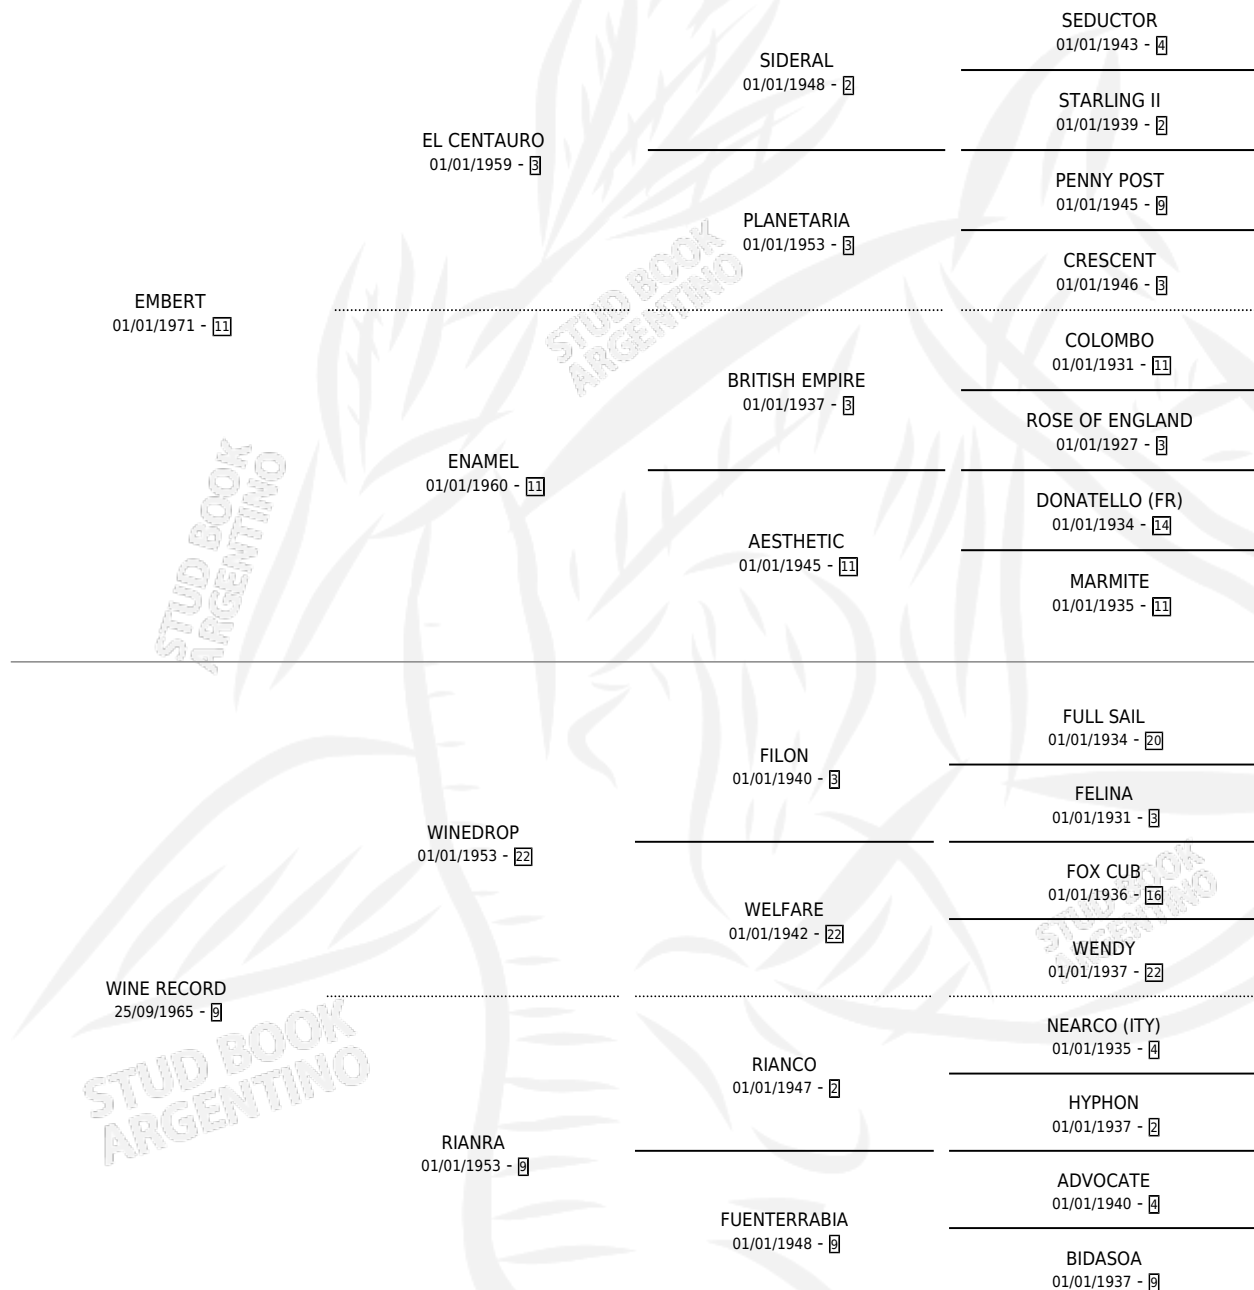 SEDUCTOR
01/01/1943 - 4
SIDERAL
01/01/1948 - 2
STARLING II
01/01/1939 - 2
EL CENTAURO
01/01/1959 - 3
PENNY POST
01/01/1945 - 9
PLANETARIA
01/01/1953 - 3
CRESCENT
01/01/1946 - 3
EMBERT
01/01/1971 - 11
COLOMBO
01/01/1931 - 11
BRITISH EMPIRE
01/01/1937 - 3
ROSE OF ENGLAND
01/01/1927 - 3
ENAMEL
01/01/1960 - 11
DONATELLO (FR)
01/01/1934 - 14
AESTHETIC
01/01/1945 - 11
MARMITE
01/01/1935 - 11
STUD BOOK
ARGENTINO
STUD BOOK
ARGENTINO
FULL SAIL
01/01/1934 - 20
FILON
01/01/1940 - 3
FELINA
01/01/1931 - 3
WINEDROP
01/01/1953 - 22
FOX CUB
01/01/1936 - 16
WELFARE
01/01/1942 - 22
WENDY
01/01/1937 - 22
WINE RECORD
25/09/1965 - 9
NEARCO (ITY)
01/01/1935 - 4
RIANCO
01/01/1947 - 2
HYPHON
01/01/1937 - 2
RIANRA
01/01/1953 - 9
ADVOCATE
01/01/1940 - 4
FUENTERRABIA
01/01/1948 - 9
BIDASOA
01/01/1937 - 9
STUD BOOK
ARGENTINO
STUD BOOK
ARGENTINO